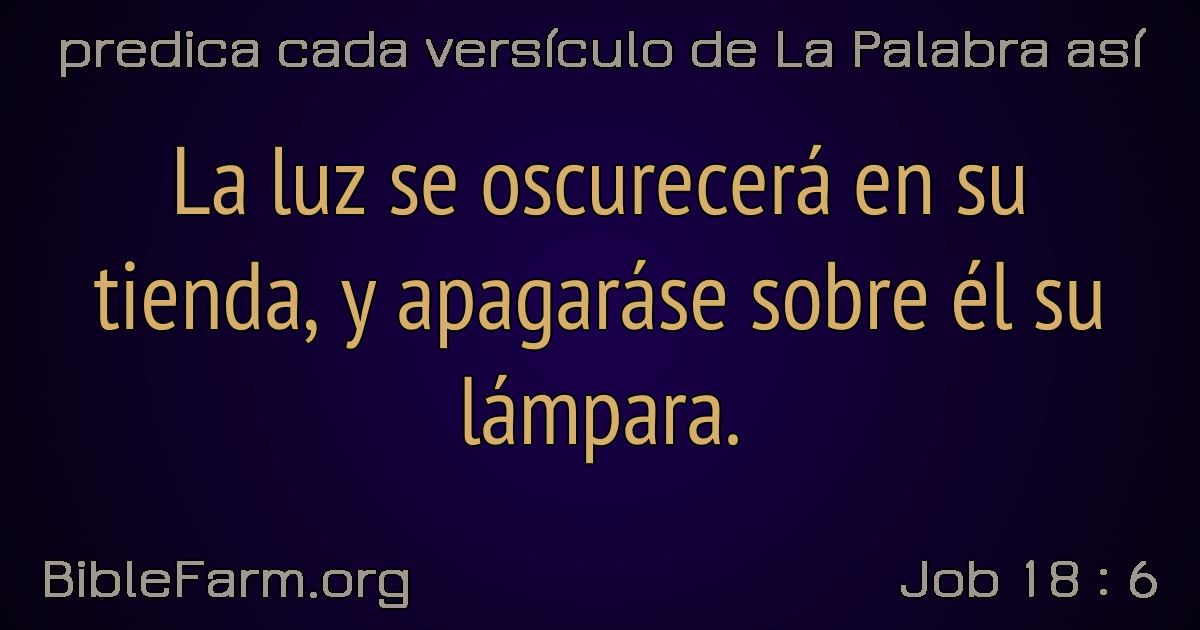 predica cada versículo de La Palabra así
La luz se oscurecerá en su
tienda, y apagaráse sobre él su
lámpara.
BibleFarm.org
Job 18 : 6